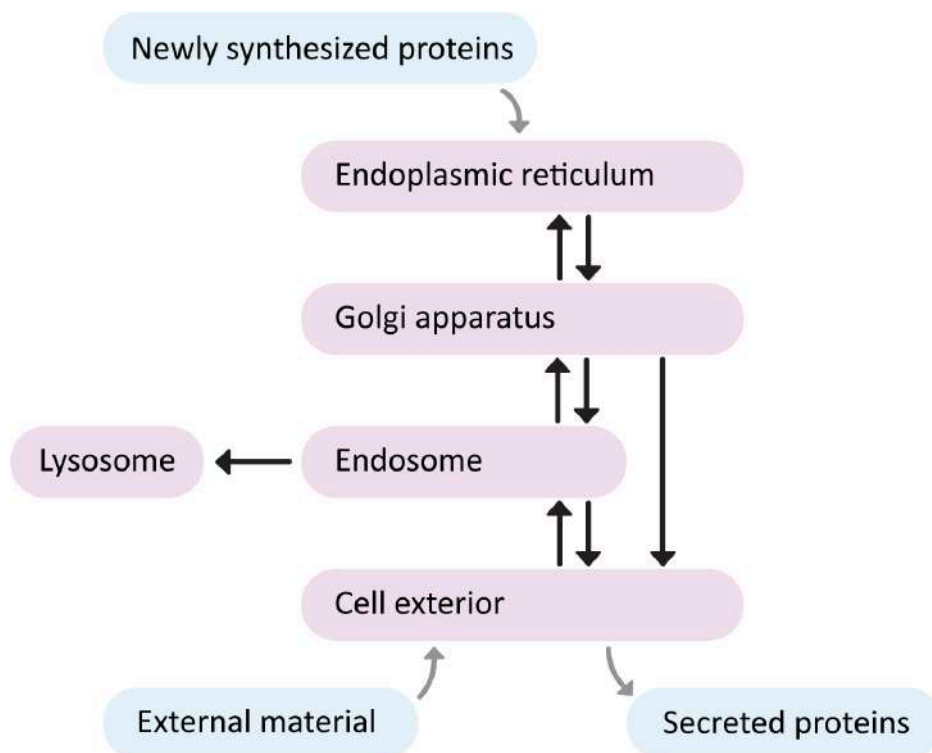 Newly synthesized proteins
Endoplasmic reticulum
Golgi apparatus
Lysosome
Endosome
Cell exterior
External material
Secreted proteins